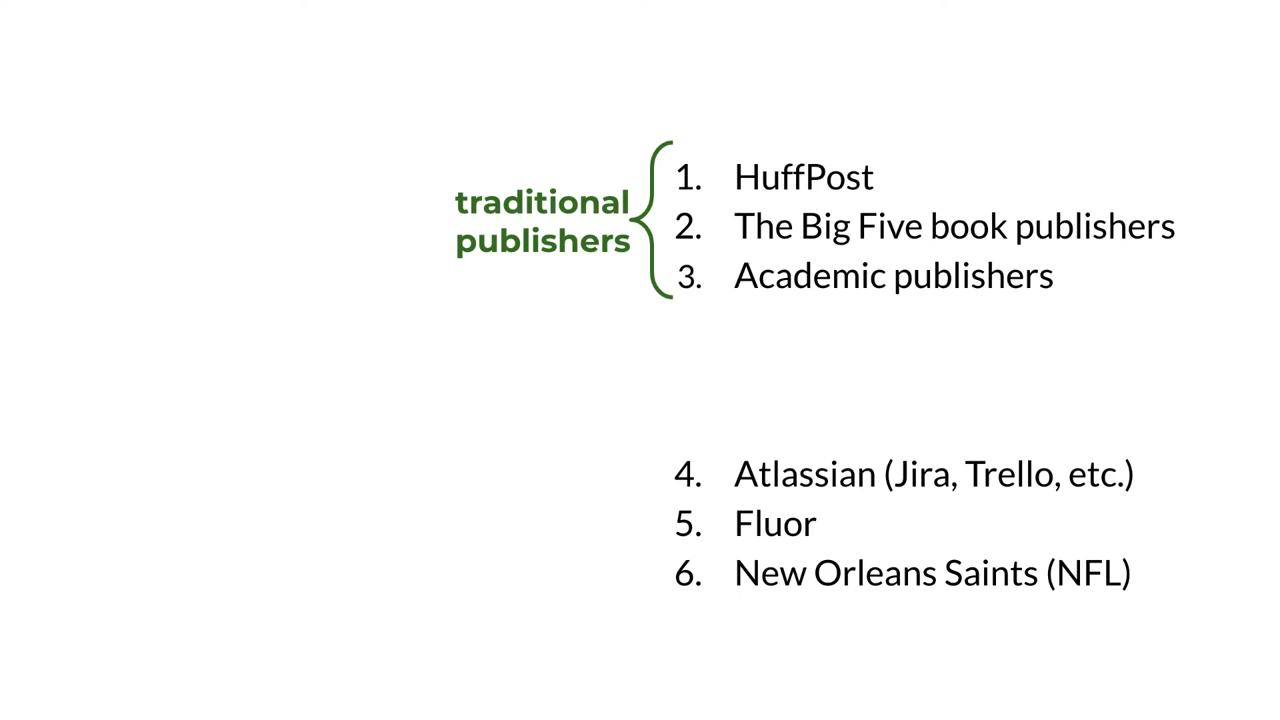 traditional
publishers
1. HuffPost
2. The Big Five book publishers
3. Academic publishers
4. Atlassian (Jira, Trello, etc.)
5. Fluor
6. New Orleans Saints (NFL)